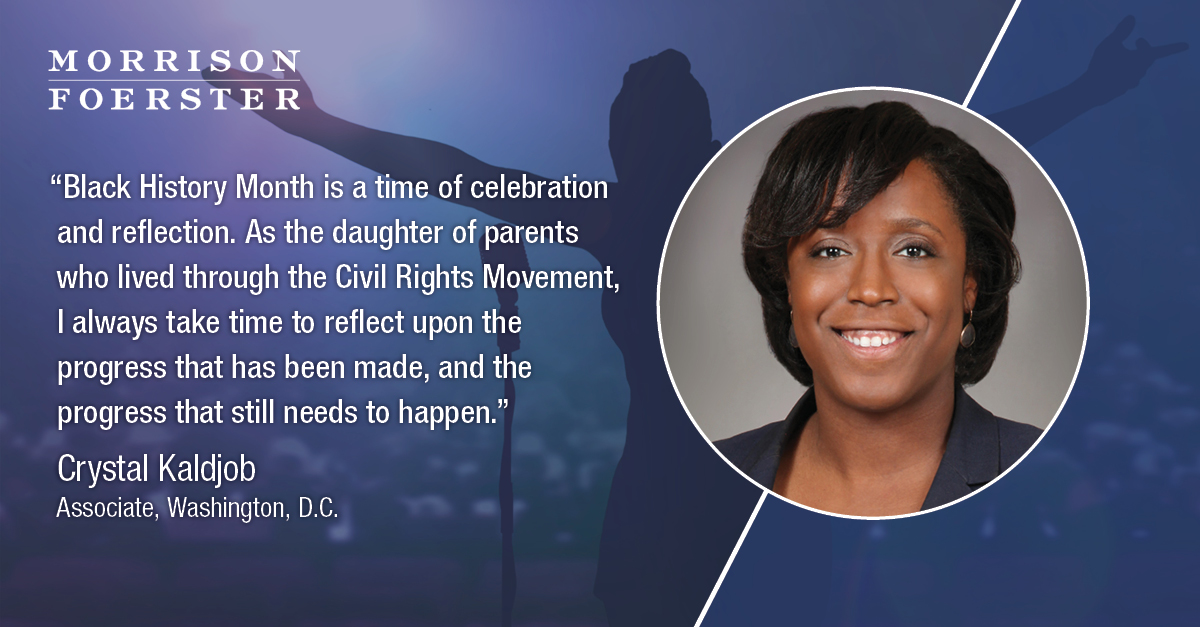 MORRISON
FOERSTER
“Black History Month is a time of celebration
and reflection. As the daughter of parents
who lived through the Civil Rights Movement,
I always take time to reflect upon the
progress that has been made, and the
progress that still needs to happen.”
Crystal Kaldjob
Associate, Washington, D.C.